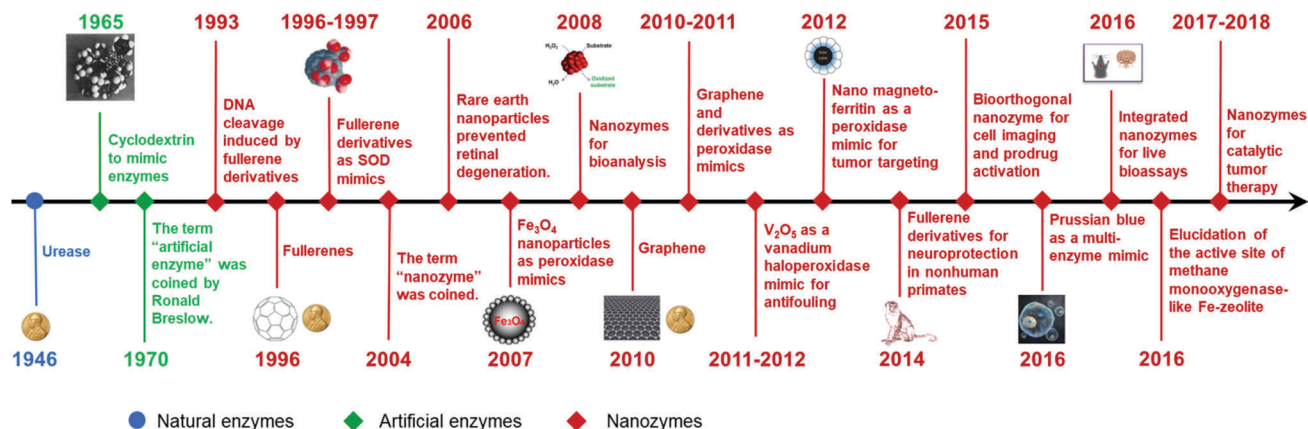 1965
Cyclodextrin
to mimic
enzymes
1993
DNA
cleavage
induced by
fullerene
derivatives
1996-1997
Fullerene
derivatives
as SOD
mimics
2006
Rare earth
nanoparticles
prevented
retinal
degeneration.
2008
H₂O₂
Substrate
H₂O
Oxidized
substrate
Nanozymes
for
bioanalysis
2010-2011
Graphene
and
derivatives as
peroxidase
mimics
2012
Nano magneto-
ferritin as a
peroxidase
mimic for
tumor targeting
2015
Bioorthogonal
nanozyme for
cell imaging
and prodrug
activation
2016
Integrated
nanozymes
for live
bioassays
2017-2018
Nanozymes
for
catalytic
tumor
therapy
Urease
1946
The term
“artificial
enzyme” was
coined by
Ronald
Breslow.
1970
Fullerenes
1996
The term
“nanozyme”
was coined.
2004
Fe₃O₄
nanoparticles
as peroxidase
mimics
Fe₃O₄
2007
Graphene
2010
V₂O₅ as a
vanadium
haloperoxidase
mimic for
antifouling
2011-2012
Fullerene
derivatives for
neuroprotection
in nonhuman
primates
2014
Prussian blue
as a multi-
enzyme mimic
2016
Elucidation of
the active site of
methane
monooxygenase-
like Fe-zeolite
2016
Natural enzymes
Artificial enzymes
Nanozymes